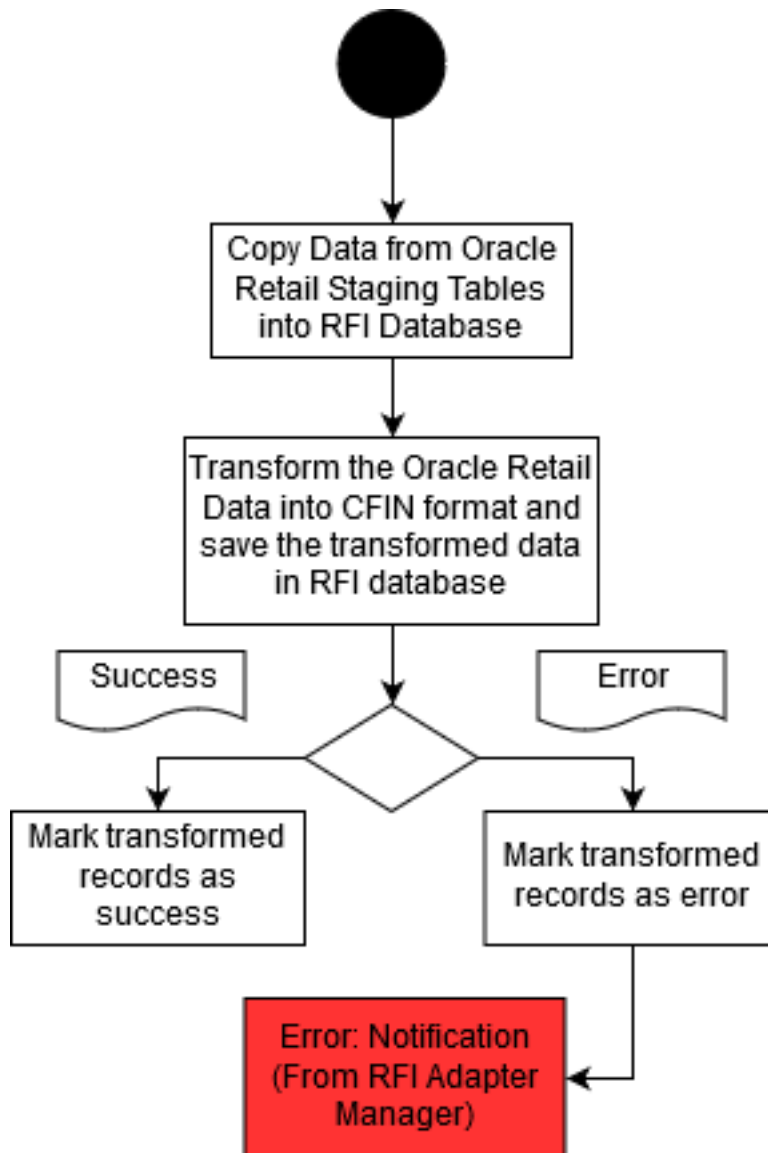 Copy Data from Oracle
Retail Staging Tables
into RFI Database
Transform the Oracle Retail
Data into CFIN format and
save the transformed data
in RFI database
Success
Error
Mark transformed
records as
success
Mark transformed
records as error
Error: Notification
(From RFI Adapter
Manager)